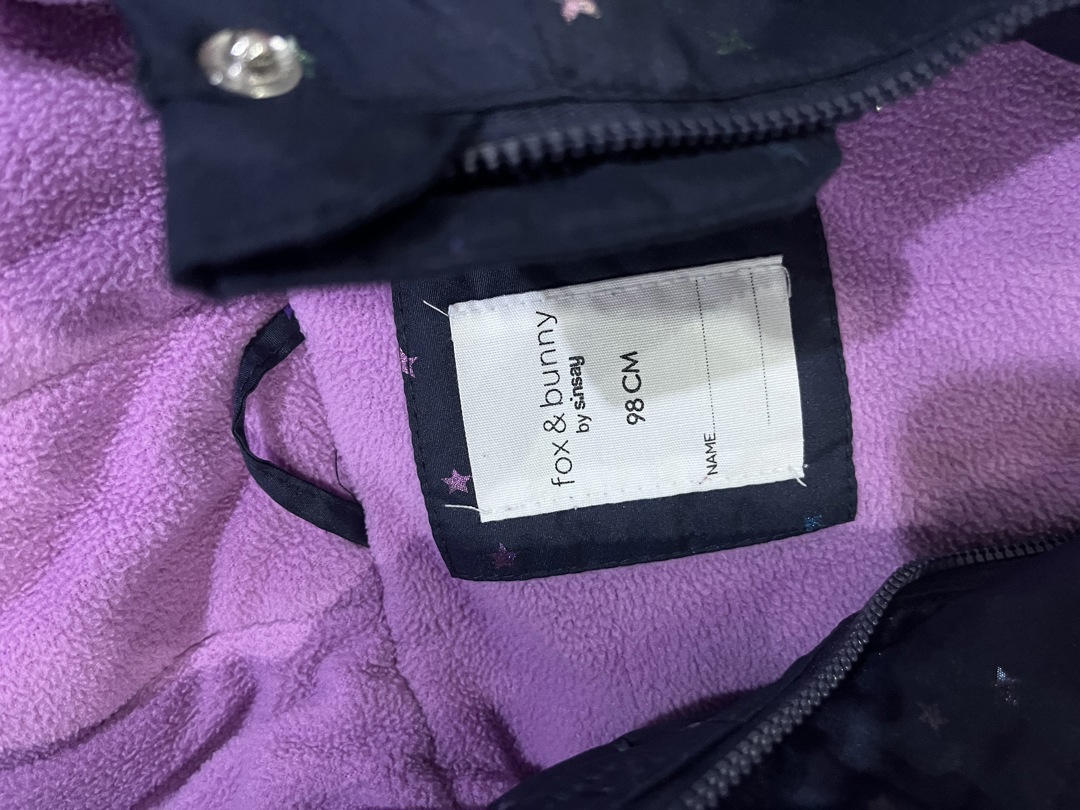 fox & bunny
by sinsay
98 CM
NAME